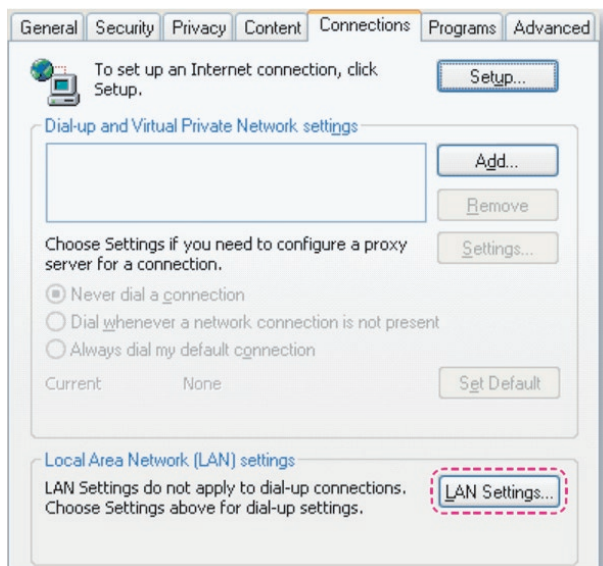 General Security Privacy Content Connections Programs Advanced
To set up an Internet connection, click
Setup.
Setup...
Dial-up and Virtual Private Network settings
Add...
Remove
Choose Settings if you need to configure a proxy
server for a connection.
Settings...
Never dial a connection
Dial whenever a network connection is not present
Always dial my default connection
Current None
Set Default
Local Area Network (LAN) settings
LAN Settings do not apply to dial-up connections.
Choose Settings above for dial-up settings.
LAN Settings...